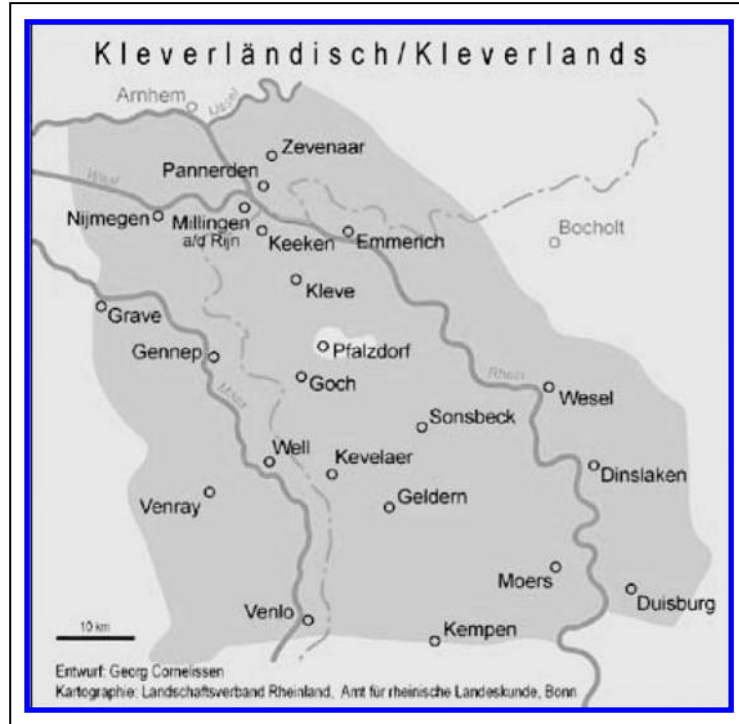 Kleverländisch/Kleverlands
Arnhem
IJssel
Zevenaar
Pannerden
Waal
Nijmegen
Millingen
a/d Rijn
Keeken
Emmerich
Bocholt
Kleve
Grave
Gennep
Pfalzdorf
Goch
Maas
Rhein
Wesel
Sonsbeck
Well
Kevelaer
Dinslaken
Venray
Geldern
Moers
Duisburg
Venlo
Kempen
10 km
Entwurf: Georg Cornelissen
Kartographie: Landschaftsverband Rheinland, Amt für rheinische Landeskunde, Bonn